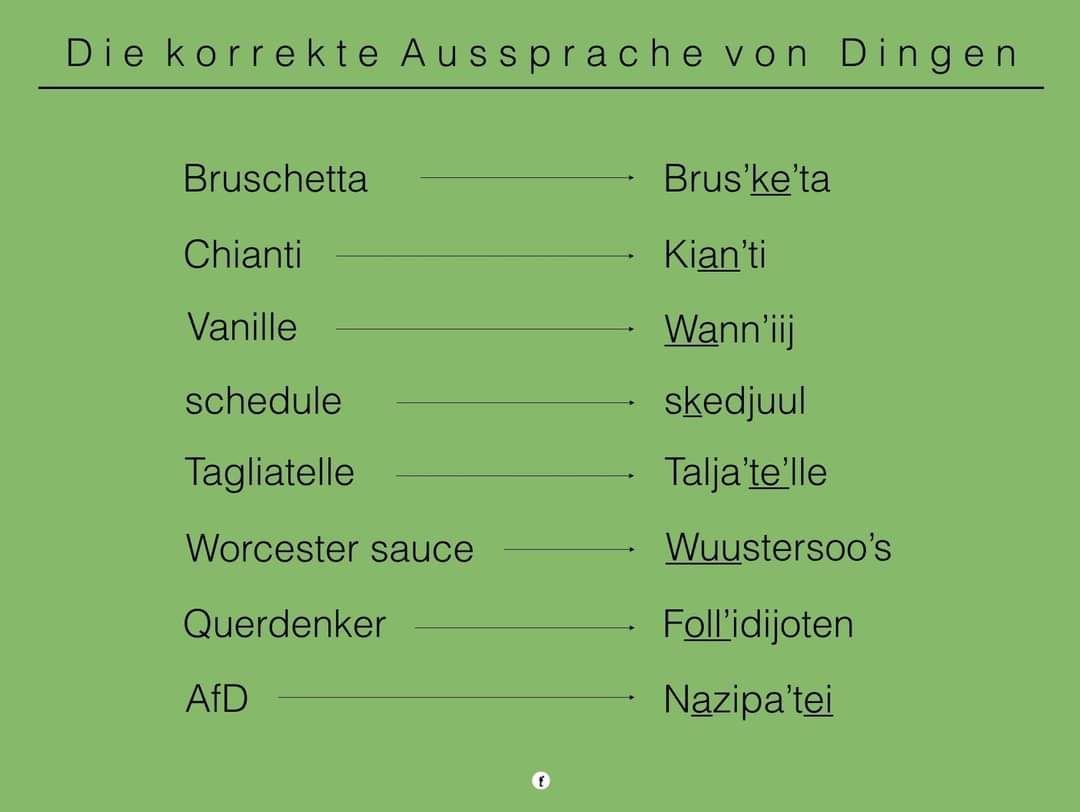 Die korrekte Aussprache von Dingen
Bruschetta Brus’ke’ta
Chianti Kian’ti
Vanille Wann’iij
schedule skedjuul
Tagliatelle Talja’te’lle
Worcester sauce Wuustersoo’s
Querdenker Foll’idijoten
AfD Nazipa’tei
f